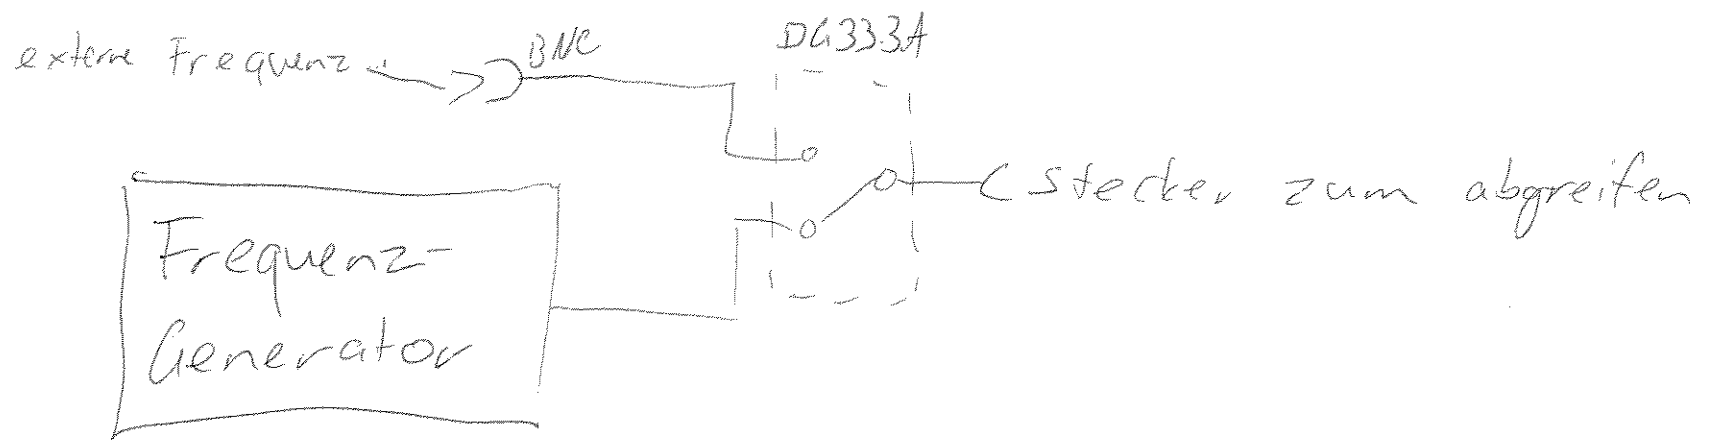 externe Frequenz
BNC
DG333A
Stecker zum abgreifen
Frequenz-
Generator